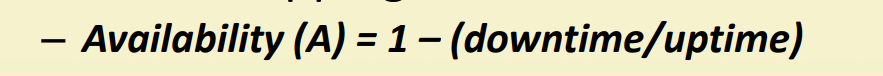 – Availability (A) = 1 – (downtime/uptime)